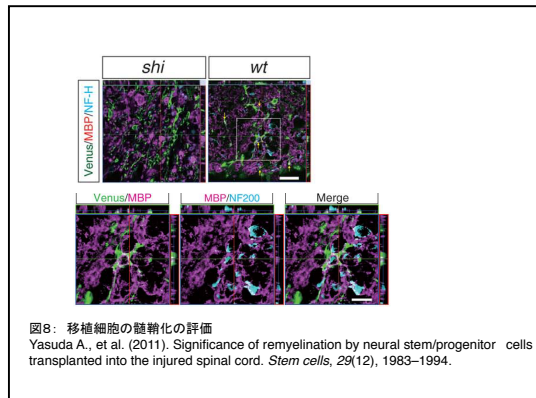 shi
wt
Venus/MBP/NF-H
Venus/MBP
MBP/NF200
Merge
図8： 移植細胞の髄鞘化の評価
Yasuda A., et al. (2011). Significance of remyelination by neural stem/progenitor cells
transplanted into the injured spinal cord. Stem cells, 29(12), 1983–1994.